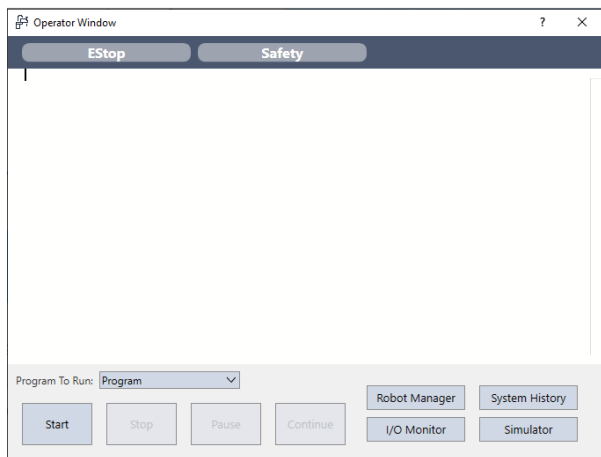 Operator Window
EStop Safety
Program To Run: Program
Robot Manager System History
Start Stop Pause Continue
I/O Monitor Simulator